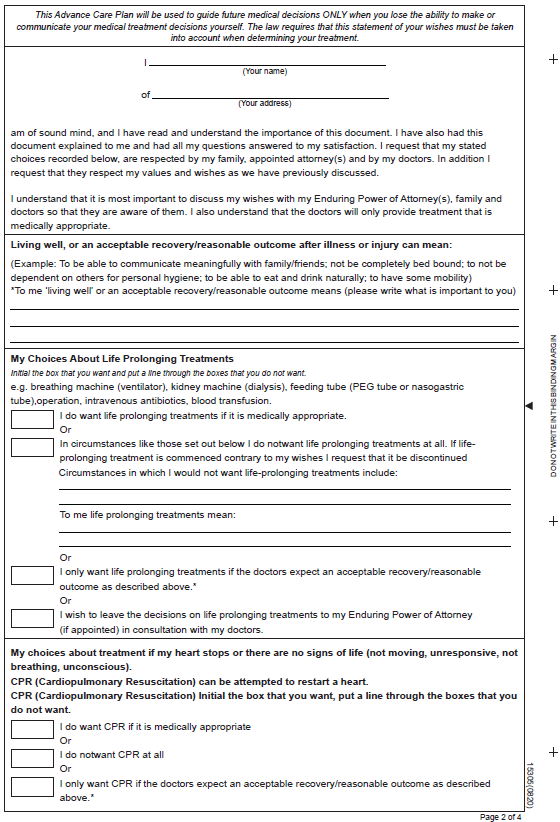 This Advance Care Plan will be used to guide future medical decisions ONLY when you lose the ability to make or
communicate your medical treatment decisions yourself. The law requires that this statement of your wishes must be taken
into account when determining your treatment.
I
(Your name)
of
(Your address)
am of sound mind, and I have read and understand the importance of this document. I have also had this
document explained to me and had all my questions answered to my satisfaction. I request that my stated
choices recorded below, are respected by my family, appointed attorney(s) and by my doctors. In addition I
request that they respect my values and wishes as we have previously discussed.
I understand that it is most important to discuss my wishes with my Enduring Power of Attorney(s), family and
doctors so that they are aware of them. I also understand that the doctors will only provide treatment that is
medically appropriate.
Living well, or an acceptable recovery/reasonable outcome after illness or injury can mean:
(Example: To be able to communicate meaningfully with family/friends; not be completely bed bound; to not be
dependent on others for personal hygiene; to be able to eat and drink naturally; to have some mobility)
*To me 'living well' or an acceptable recovery/reasonable outcome means (please write what is important to you)
My Choices About Life Prolonging Treatments
Initial the box that you want and put a line through the boxes that you do not want.
e.g. breathing machine (ventilator), kidney machine (dialysis), feeding tube (PEG tube or nasogastric
tube),operation, intravenous antibiotics, blood transfusion.
I do want life prolonging treatments if it is medically appropriate.
Or
In circumstances like those set out below I do notwant life prolonging treatments at all. If life-
prolonging treatment is commenced contrary to my wishes I request that it be discontinued
Circumstances in which I would not want life-prolonging treatments include:
To me life prolonging treatments mean:
Or
I only want life prolonging treatments if the doctors expect an acceptable recovery/reasonable
outcome as described above.*
Or
I wish to leave the decisions on life prolonging treatments to my Enduring Power of Attorney
(if appointed) in consultation with my doctors.
My choices about treatment if my heart stops or there are no signs of life (not moving, unresponsive, not
breathing, unconscious).
CPR (Cardiopulmonary Resuscitation) can be attempted to restart a heart.
CPR (Cardiopulmonary Resuscitation) Initial the box that you want, put a line through the boxes that you
do not want.
I do want CPR if it is medically appropriate
Or
I do notwant CPR at all
Or
I only want CPR if the doctors expect an acceptable recovery/reasonable outcome as described
above.*
Page 2 of 4
DO NOT WRITE IN THIS BINDING MARGIN
15305(0820)